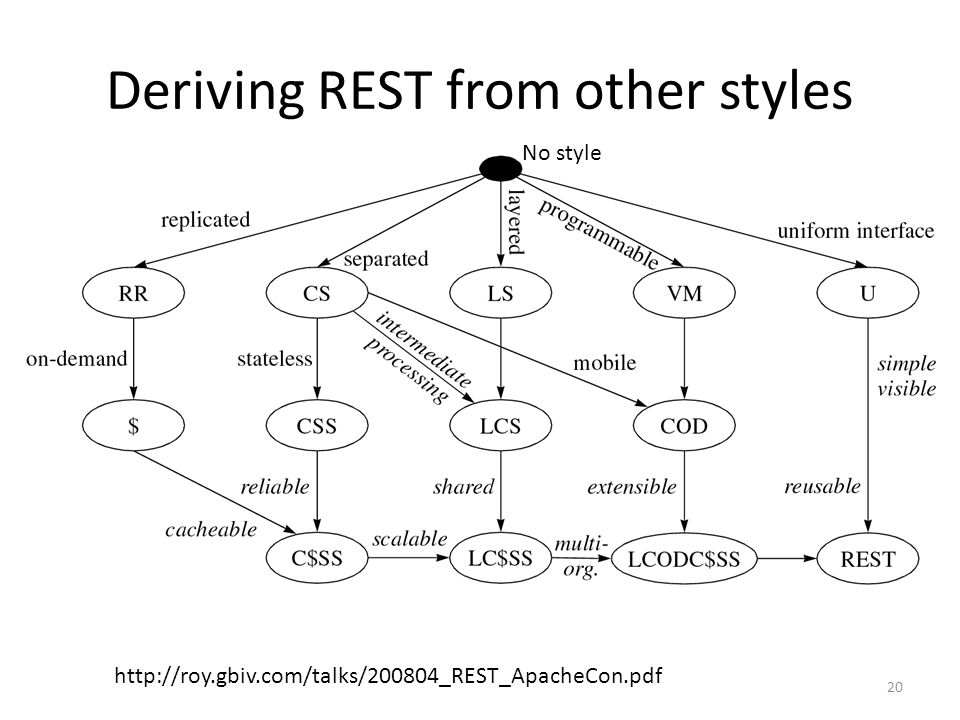 Deriving REST from other styles
No style
replicated
separated
layered
programmable
uniform interface
RR
CS
LS
VM
U
on-demand
stateless
intermediate
processing
mobile
simple
visible
$
CSS
LCS
COD
reliable
shared
extensible
reusable
cacheable
scalable
multi-
org.
C$SS
LC$SS
LCODC$SS
REST
http://roy.gbiv.com/talks/200804_REST_ApacheCon.pdf
20